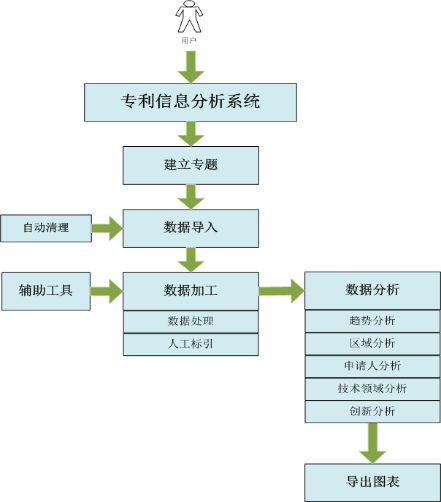 用户
专利信息分析系统
建立专题
自动清理
数据导入
辅助工具
数据加工
数据处理
人工标引
数据分析
趋势分析
区域分析
申请人分析
技术领域分析
创新分析
导出图表